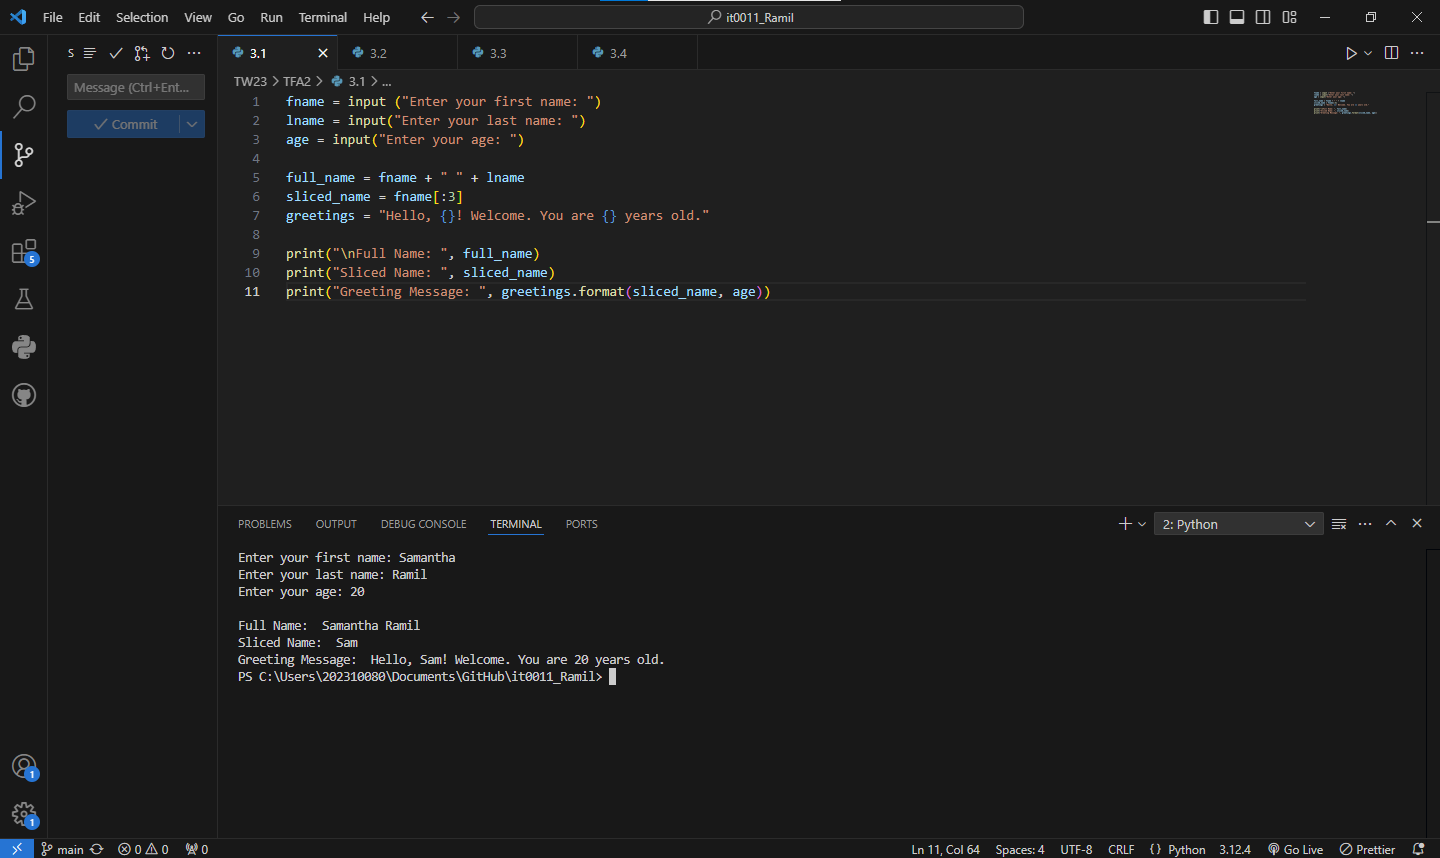 File Edit Selection View Go Run Terminal Help
it0011_Ramil
S
3.1
3.2
3.3
3.4
Message (Ctrl+Ent...
Commit
TW23 > TFA2 > 3.1 > ...
1 fname = input ("Enter your first name: ")
2 lname = input("Enter your last name: ")
3 age = input("Enter your age: ")
4
5 full_name = fname + " " + lname
6 sliced_name = fname[:3]
7 greetings = "Hello, {}! Welcome. You are {} years old."
8
9 print("\nFull Name: ", full_name)
10 print("Sliced Name: ", sliced_name)
11 print("Greeting Message: ", greetings.format(sliced_name, age))
5
1
1
PROBLEMS OUTPUT DEBUG CONSOLE TERMINAL PORTS
2: Python
Enter your first name: Samantha
Enter your last name: Ramil
Enter your age: 20
Full Name:  Samantha Ramil
Sliced Name:  Sam
Greeting Message:  Hello, Sam! Welcome. You are 20 years old.
PS C:\Users\202310080\Documents\GitHub\it0011_Ramil>
main 0 0 0 Ln 11, Col 64 Spaces: 4 UTF-8 CRLF { } Python 3.12.4 Go Live Prettier